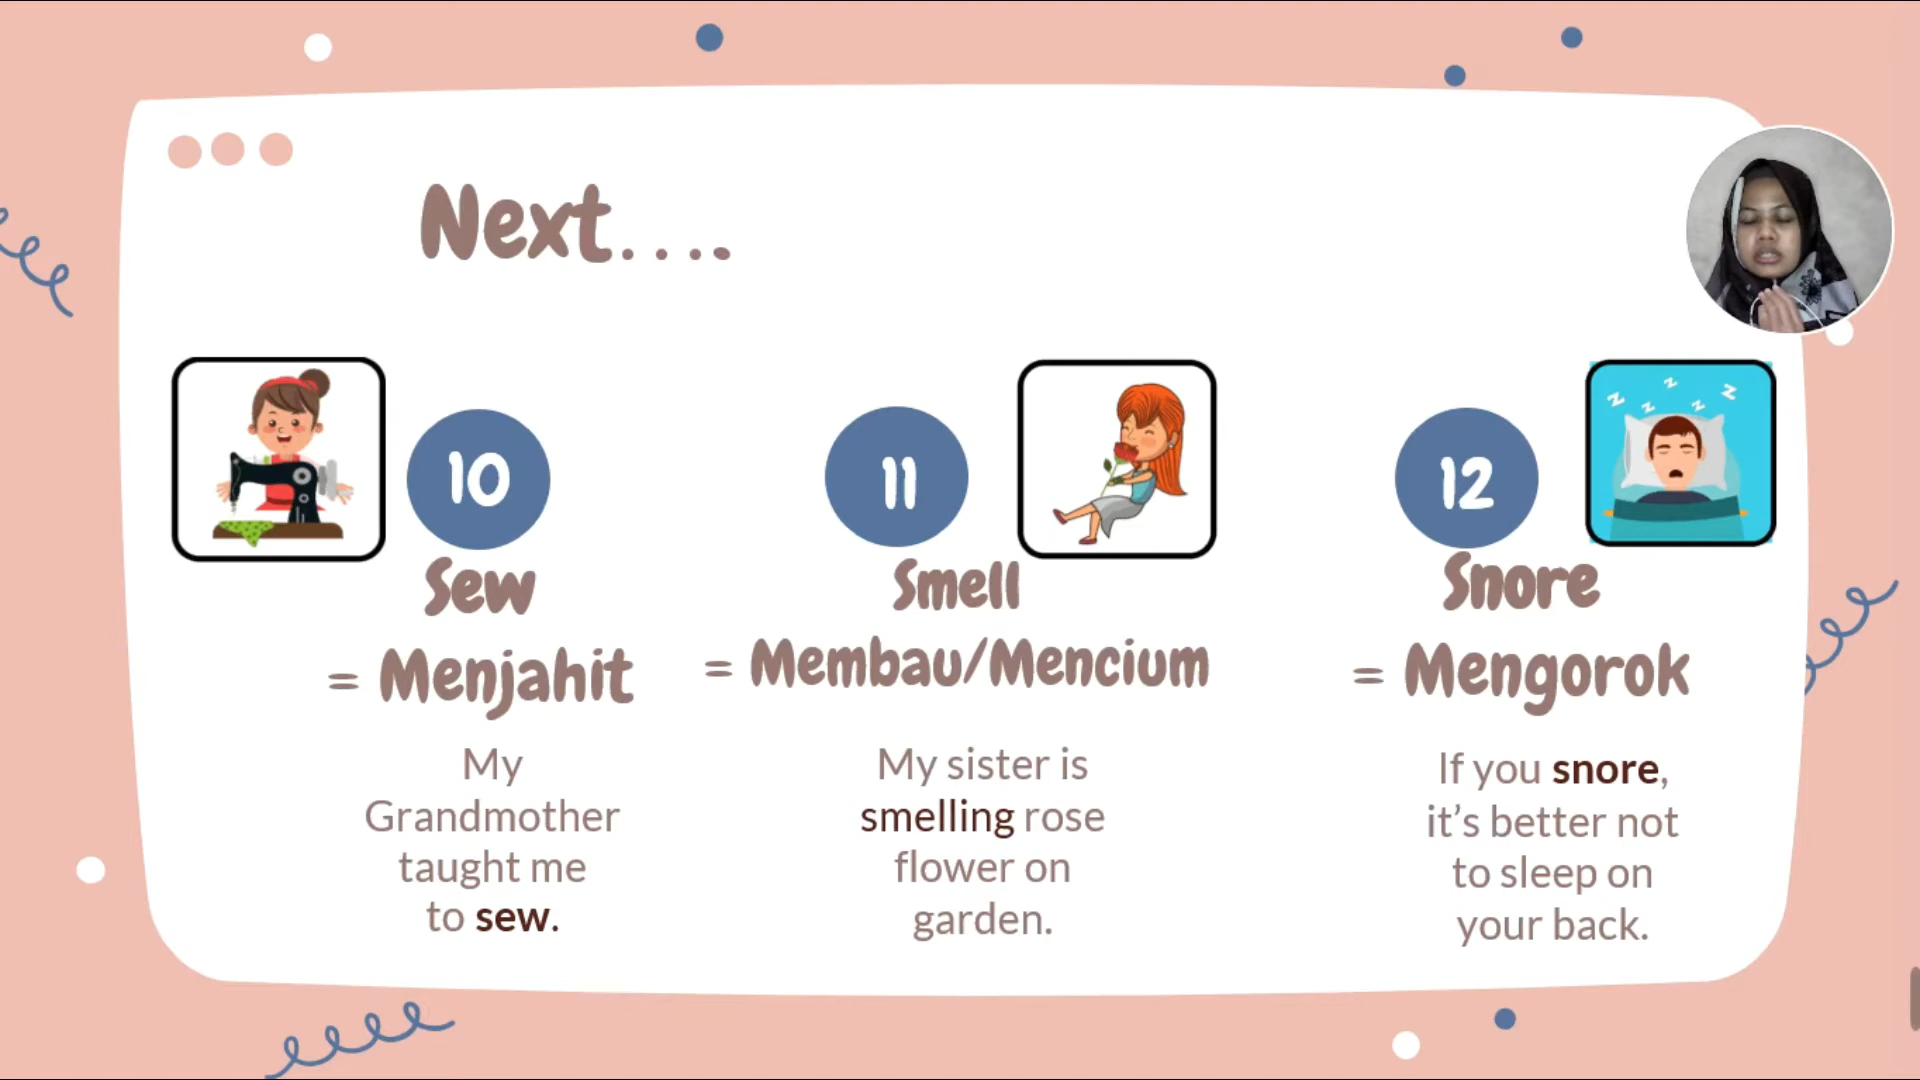 Next....
10
Sew
= Menjahit
My
Grandmother
taught me
to sew.
11
Smell
= Membau/Mencium
My sister is
smelling rose
flower on
garden.
12
Snore
= Mengorok
If you snore,
it's better not
to sleep on
your back.
z z z z z